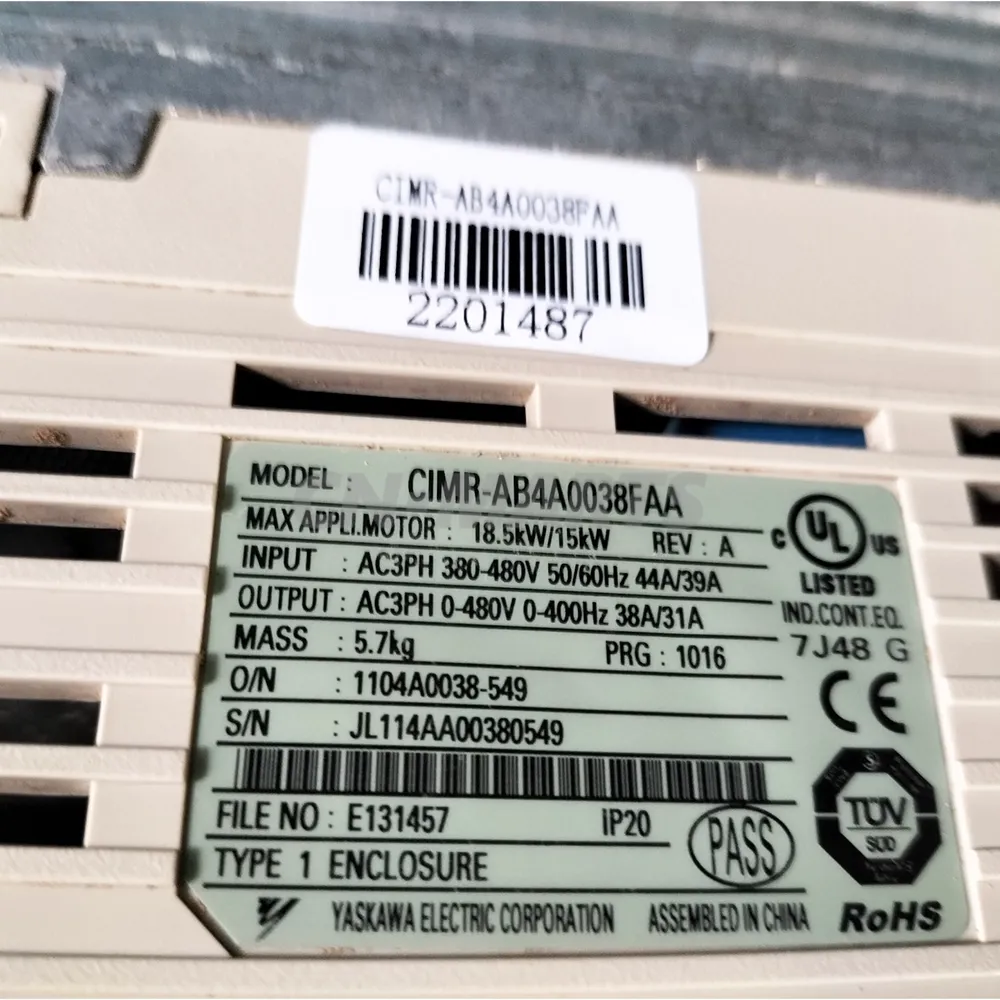 CIMR-AB4A0038FAA
2201487
MODEL : CIMR-AB4A0038FAA
MAX APPLI.MOTOR : 18.5kW/15kW REV : A
INPUT : AC3PH 380-480V 50/60Hz 44A/39A
OUTPUT : AC3PH 0-480V 0-400Hz 38A/31A
MASS : 5.7kg PRG : 1016
O/N : 1104A0038-549
S/N : JL114AA00380549
FILE NO : E131457 IP20
TYPE 1 ENCLOSURE
PASS
YASKAWA ELECTRIC CORPORATION ASSEMBLED IN CHINA
C UL US
LISTED
IND.CONT.EQ.
7J48 G
CE
TÜV
SÜD
RoHS